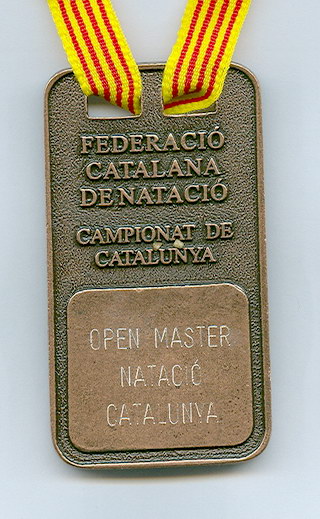 FEDERACIÓ
CATALANA
DE NATACIÓ
CAMPIONAT DE
CATALUNYA
OPEN MASTER
NATACIÓ
CATALUNYA